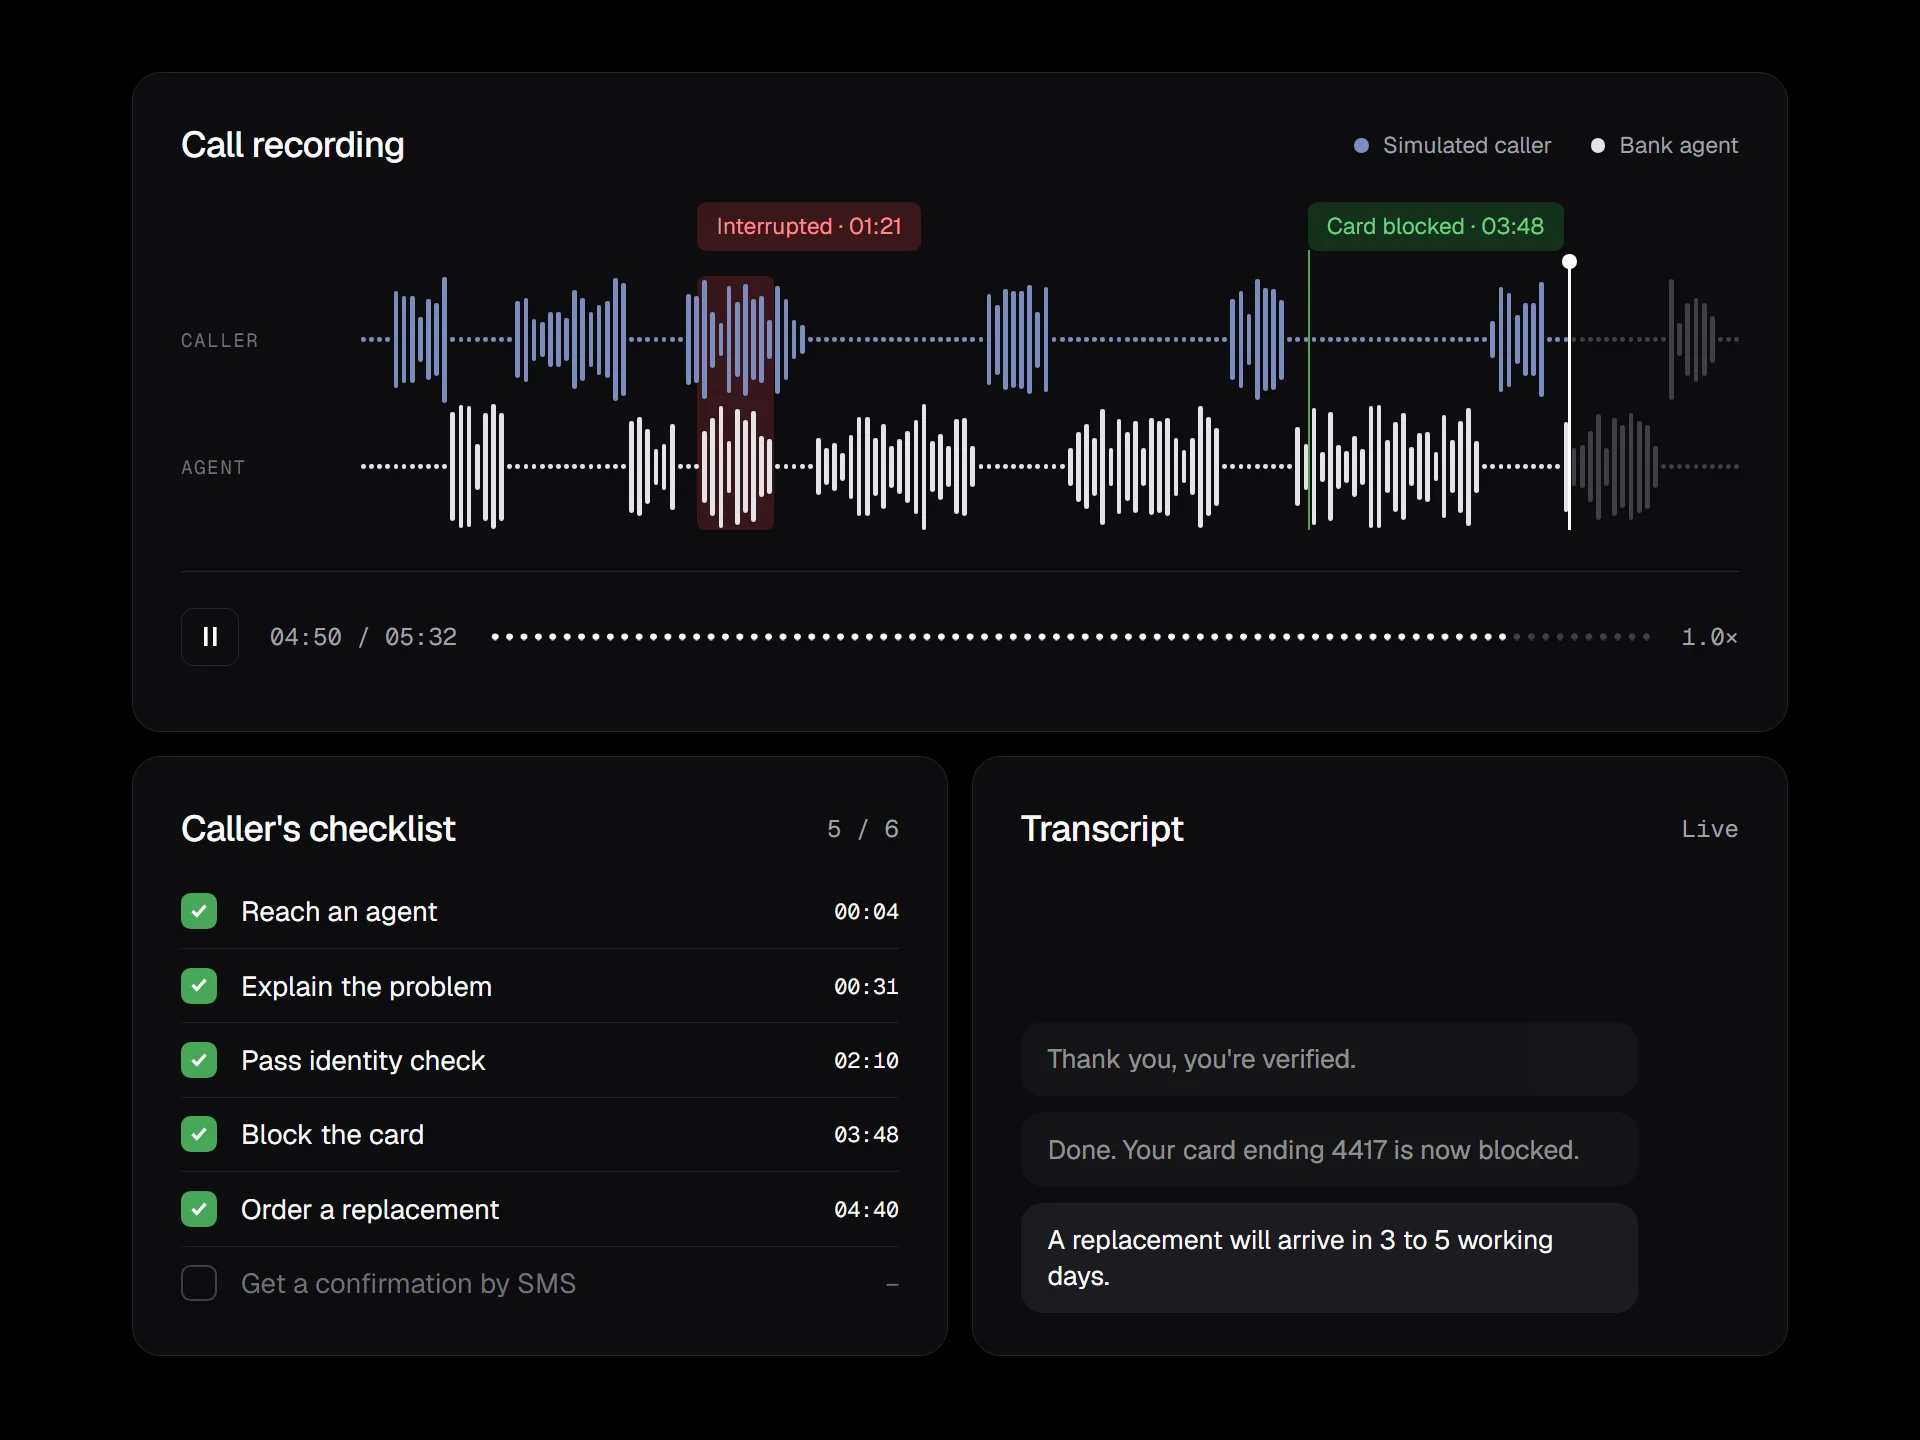 Call recording
Simulated caller
Bank agent
Interrupted · 01:21
Card blocked · 03:48
CALLER
AGENT
04:50 / 05:32
1.0×
Caller's checklist
5 / 6
Reach an agent
00:04
Explain the problem
00:31
Pass identity check
02:10
Block the card
03:48
Order a replacement
04:40
Get a confirmation by SMS
–
Transcript
Live
Thank you, you're verified.
Done. Your card ending 4417 is now blocked.
A replacement will arrive in 3 to 5 working
days.